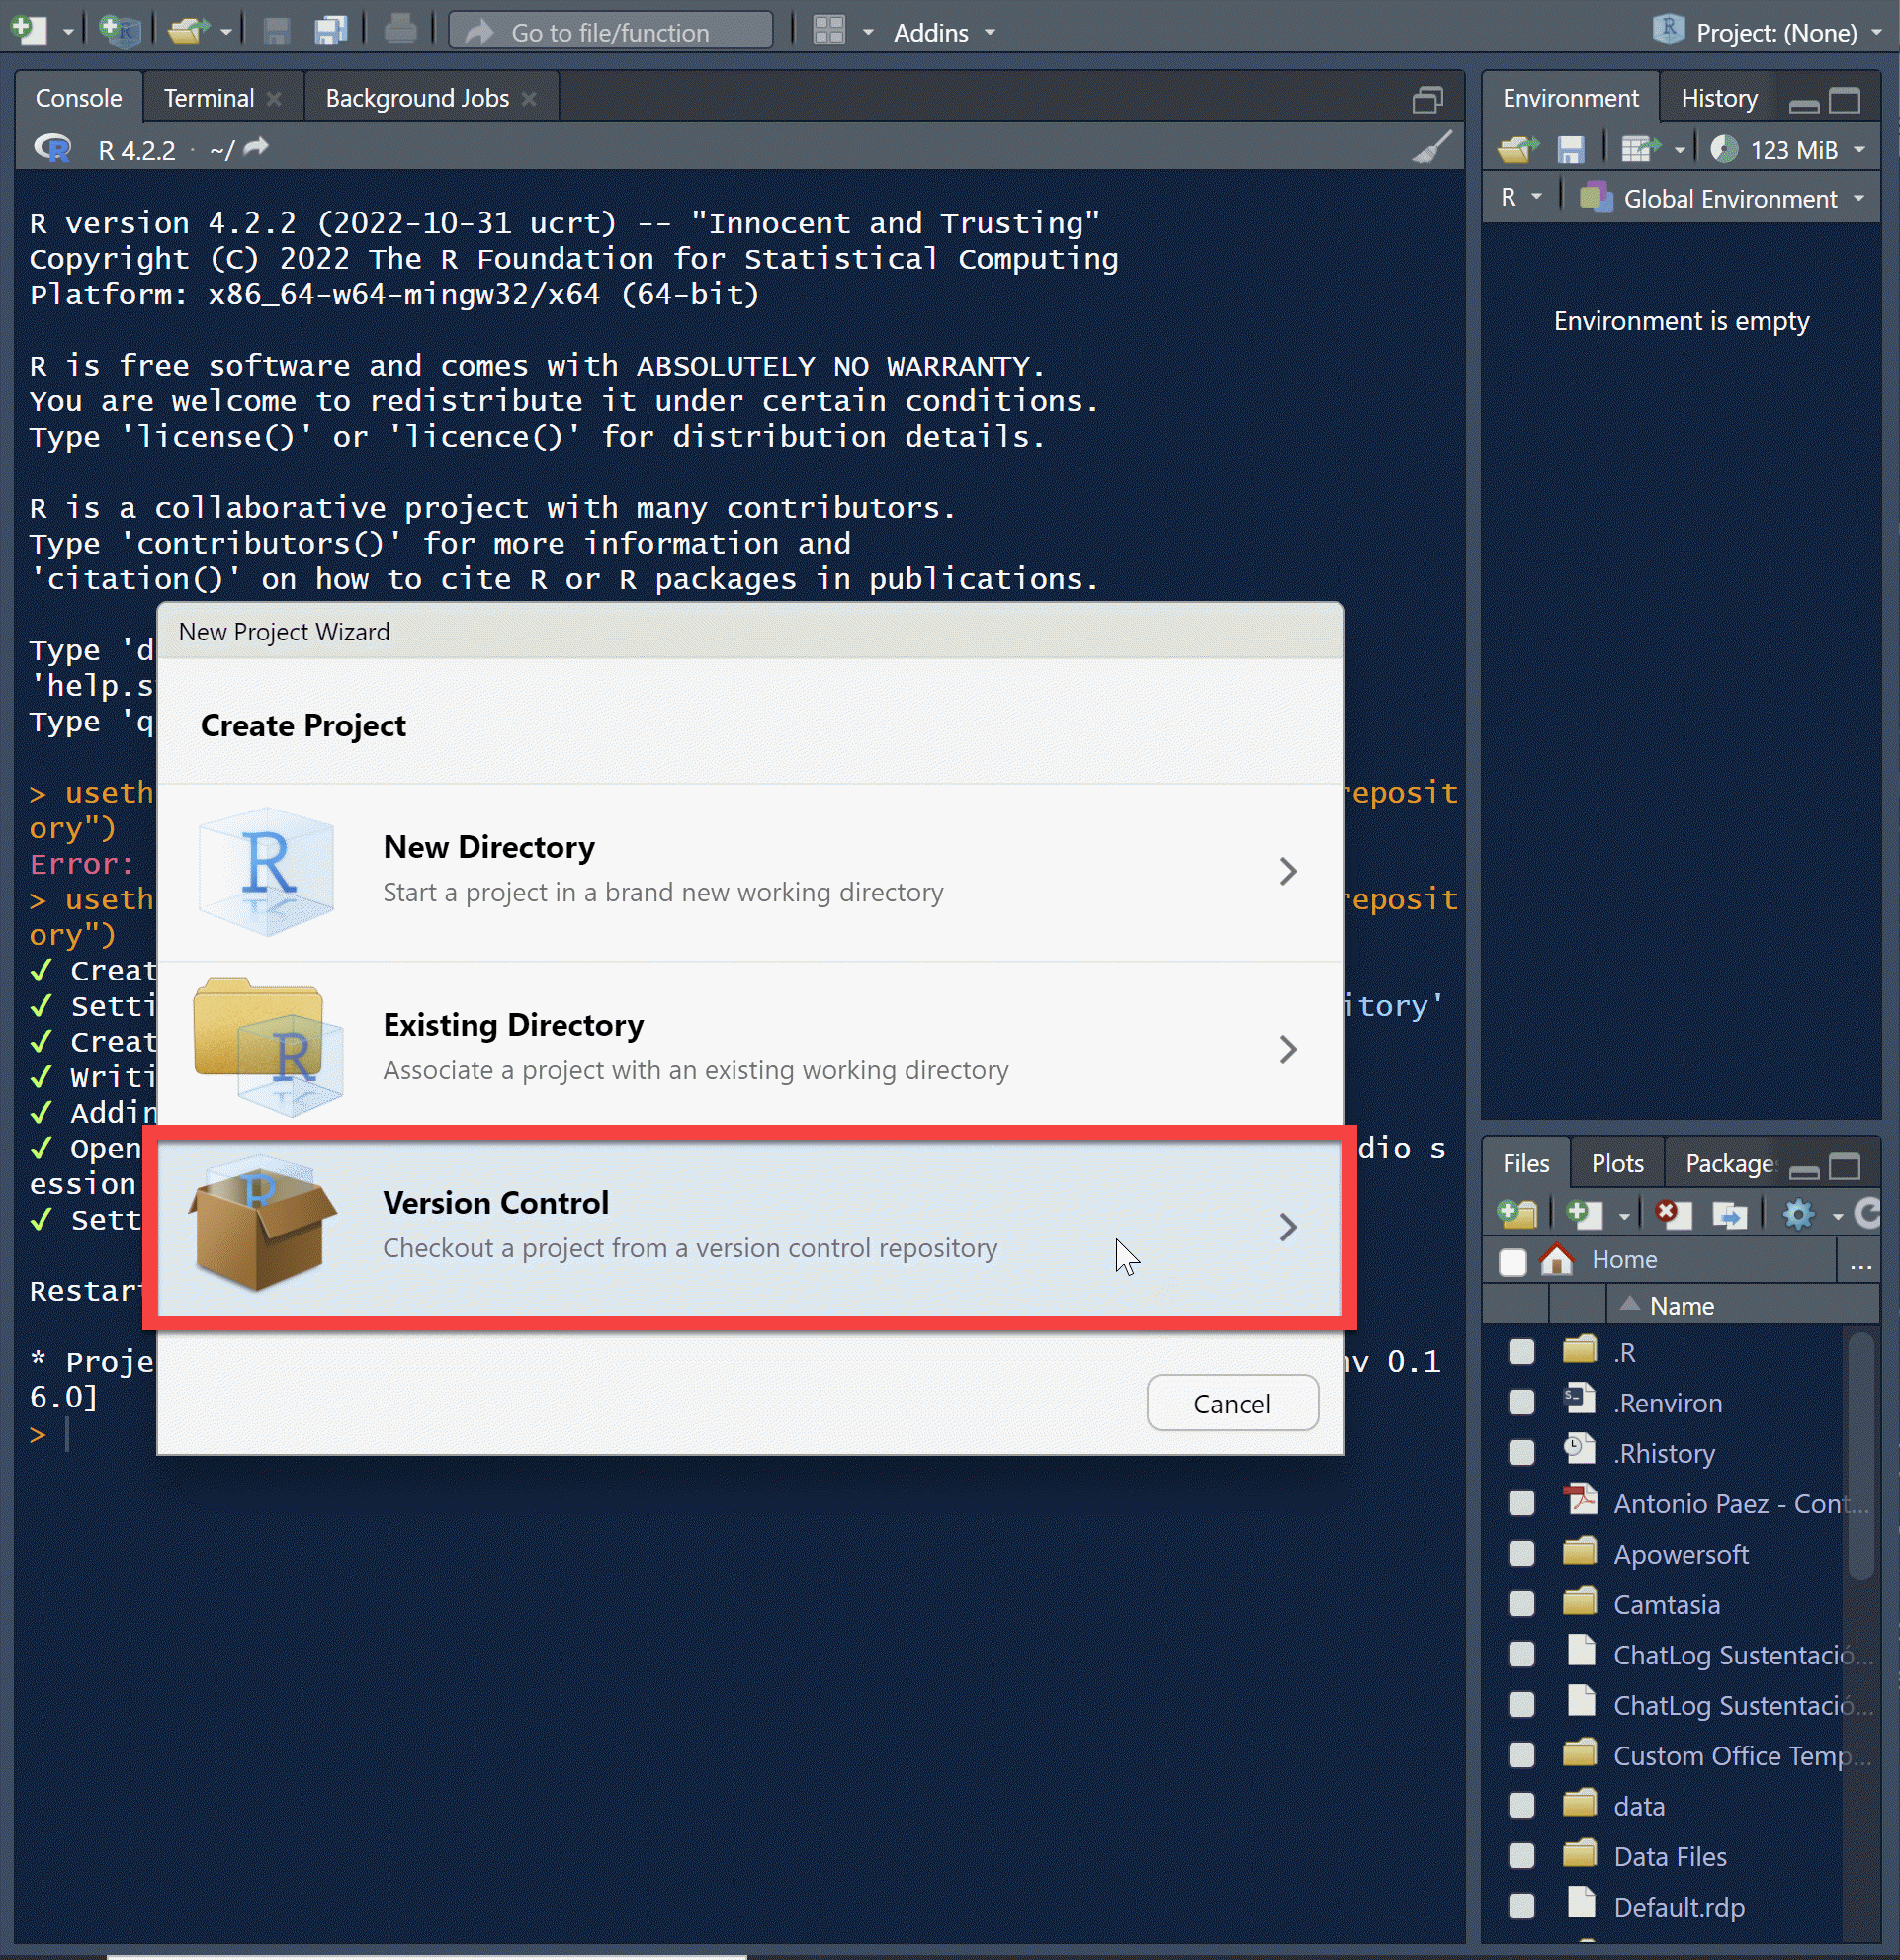 Go to file/function
Addins
Project: (None)
Console
Terminal
Background Jobs
R 4.2.2 · ~/
R version 4.2.2 (2022-10-31 ucrt) -- "Innocent and Trusting"
Copyright (C) 2022 The R Foundation for Statistical Computing
Platform: x86_64-w64-mingw32/x64 (64-bit)
R is free software and comes with ABSOLUTELY NO WARRANTY.
You are welcome to redistribute it under certain conditions.
Type 'license()' or 'licence()' for distribution details.
R is a collaborative project with many contributors.
Type 'contributors()' for more information and
'citation()' on how to cite R or R packages in publications.
Type 'd
'help.s
Type 'q
> useth reposit
ory")
Error:
> useth reposit
ory")
✓ Creat
✓ Setti itory'
✓ Creat
✓ Writi
✓ Addin
✓ Open dio s
ession
✓ Sett
Restart
* Proje nv 0.1
6.0]
>
New Project Wizard
Create Project
New Directory
Start a project in a brand new working directory
Existing Directory
Associate a project with an existing working directory
Version Control
Checkout a project from a version control repository
Cancel
Environment
History
123 MiB
R
Global Environment
Environment is empty
Files
Plots
Package
Home
...
Name
.R
.Renviron
.Rhistory
Antonio Paez - Cont...
Apowersoft
Camtasia
ChatLog Sustentació...
ChatLog Sustentació...
Custom Office Temp...
data
Data Files
Default.rdp